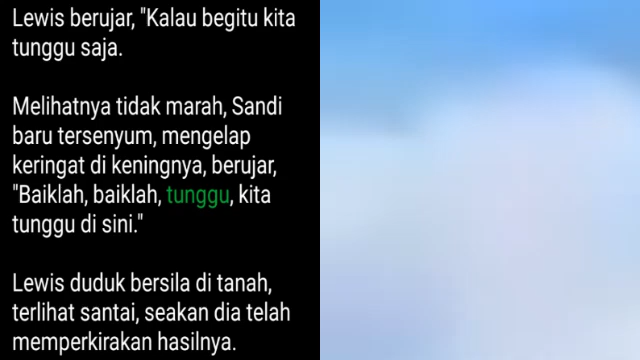 Lewis berujar, "Kalau begitu kita
tunggu saja.
Melihatnya tidak marah, Sandi
baru tersenyum, mengelap
keringat di keningnya, berujar,
"Baiklah, baiklah, tunggu, kita
tunggu di sini."
Lewis duduk bersila di tanah,
terlihat santai, seakan dia telah
memperkirakan hasilnya.